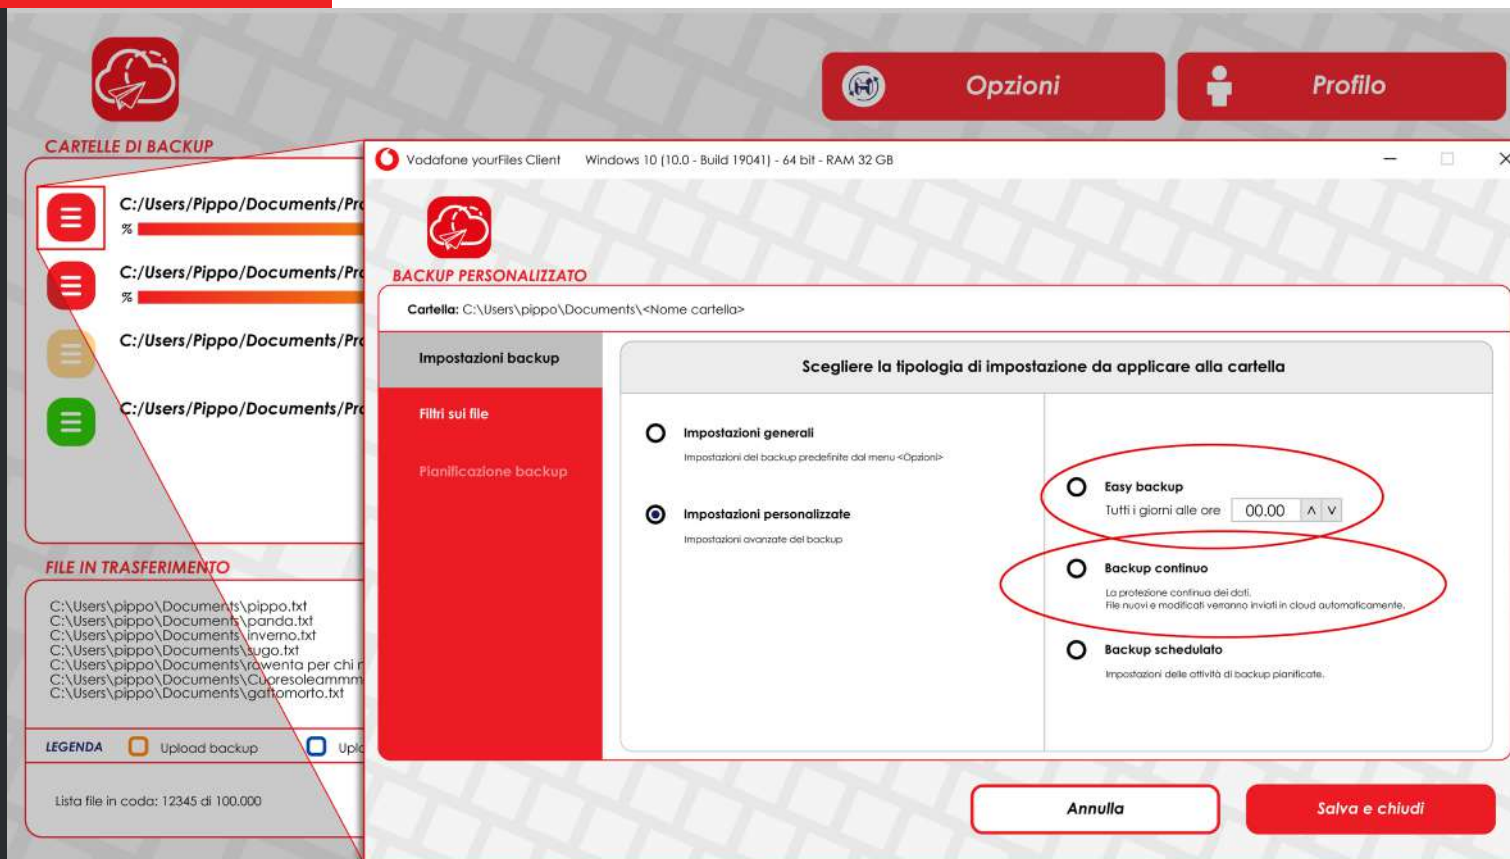 Opzioni
Profilo
CARTELLE DI BACKUP
C:/Users/Pippo/Documents/Pro
%
C:/Users/Pippo/Documents/Pro
%
C:/Users/Pippo/Documents/Pro
C:/Users/Pippo/Documents/Pro
FILE IN TRASFERIMENTO
C:\Users\pippo\Documents\pippo.txt
C:\Users\pippo\Documents\panda.txt
C:\Users\pippo\Documents\inverno.txt
C:\Users\pippo\Documents\sugo.txt
C:\Users\pippo\Documents\rowenta per chi
C:\Users\pippo\Documents\Cuoresoleammm
C:\Users\pippo\Documents\gattomorto.txt
LEGENDA
Upload backup
Lista file in coda: 12345 di 100.000
Vodafone yourFiles Client Windows 10 (10.0 - Build 19041) - 64 bit - RAM 32 GB
BACKUP PERSONALIZZATO
Cartella: C:\Users\pippo\Documents\<Nome cartella>
Impostazioni backup
Filtri sui file
Pianificazione backup
Scegliere la tipologia di impostazione da applicare alla cartella
Impostazioni generali
Impostazioni del backup predefinite dal menu <Opzioni>
Impostazioni personalizzate
Impostazioni avanzate del backup
Easy backup
Tutti i giorni alle ore 00.00
Backup continuo
La protezione continua dei dati.
File nuovi e modificati verranno inviati in cloud automaticamente.
Backup schedulato
Impostazioni delle attività di backup pianificate.
Annulla
Salva e chiudi